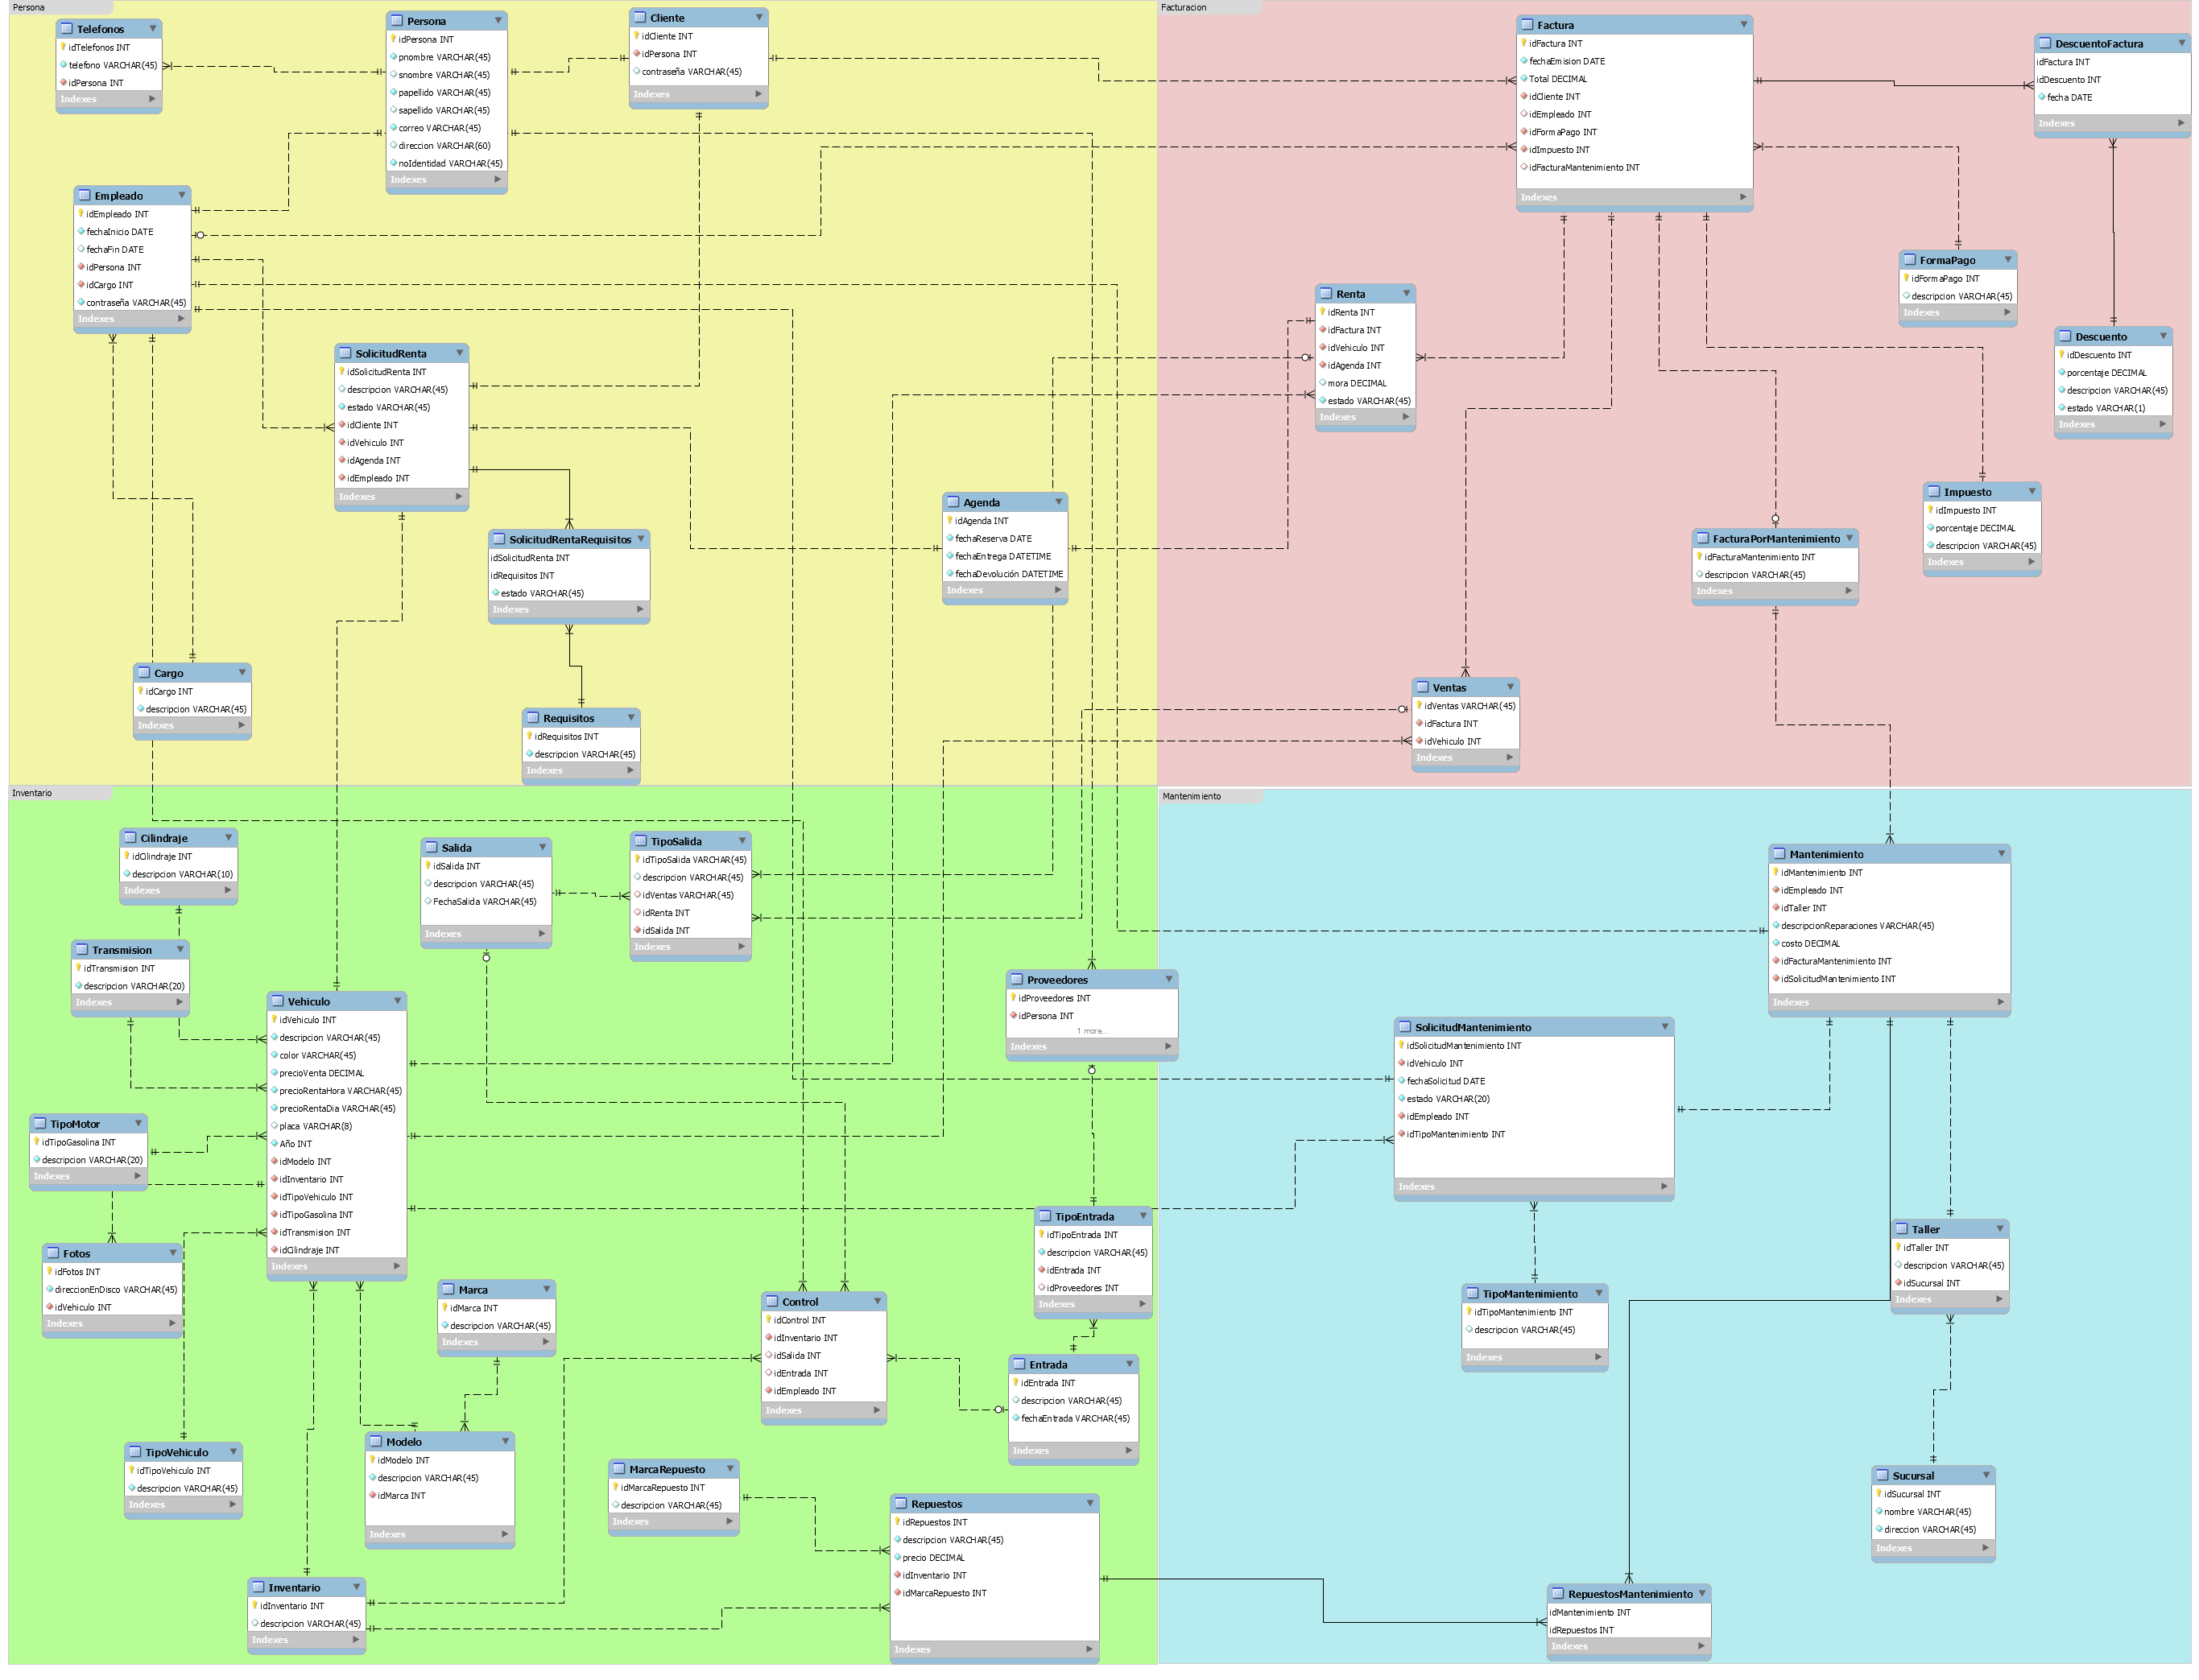 Persona
Telefonos
idTelefonos INT
telefono VARCHAR(45)
idPersona INT
Indexes
Persona
idPersona INT
pnombre VARCHAR(45)
snombre VARCHAR(45)
papellido VARCHAR(45)
sapellido VARCHAR(45)
correo VARCHAR(45)
direccion VARCHAR(60)
noIdentidad VARCHAR(45)
Indexes
Cliente
idCliente INT
idPersona INT
contraseña VARCHAR(45)
Indexes
Empleado
idEmpleado INT
fechaInicio DATE
fechaFin DATE
idPersona INT
idCargo INT
contraseña VARCHAR(45)
Indexes
SolicitudRenta
idSolicitudRenta INT
descripcion VARCHAR(45)
estado VARCHAR(45)
idCliente INT
idVehiculo INT
idAgenda INT
idEmpleado INT
Indexes
SolicitudRentaRequisitos
idSolicitudRenta INT
idRequisitos INT
estado VARCHAR(45)
Indexes
Agenda
idAgenda INT
fechaReserva DATE
fechaEntrega DATETIME
fechaDevolución DATETIME
Indexes
Cargo
idCargo INT
descripcion VARCHAR(45)
Indexes
Requisitos
idRequisitos INT
descripcion VARCHAR(45)
Indexes
Facturacion
Factura
idFactura INT
fechaEmision DATE
Total DECIMAL
idCliente INT
idEmpleado INT
idFormaPago INT
idImpuesto INT
idFacturaMantenimiento INT
Indexes
DescuentoFactura
idFactura INT
idDescuento INT
fecha DATE
Indexes
FormaPago
idFormaPago INT
descripcion VARCHAR(45)
Indexes
Renta
idRenta INT
idFactura INT
idVehiculo INT
idAgenda INT
mora DECIMAL
estado VARCHAR(45)
Indexes
Descuento
idDescuento INT
porcentaje DECIMAL
descripcion VARCHAR(45)
estado VARCHAR(1)
Indexes
Impuesto
idImpuesto INT
porcentaje DECIMAL
descripcion VARCHAR(45)
Indexes
FacturaPorMantenimiento
idFacturaMantenimiento INT
descripcion VARCHAR(45)
Indexes
Ventas
idVentas VARCHAR(45)
idFactura INT
idVehiculo INT
Indexes
Inventario
Cilindraje
idCilindraje INT
descripcion VARCHAR(10)
Indexes
Salida
idSalida INT
descripcion VARCHAR(45)
FechaSalida VARCHAR(45)
Indexes
TipoSalida
idTipoSalida VARCHAR(45)
descripcion VARCHAR(45)
idVentas VARCHAR(45)
idRenta INT
idSalida INT
Indexes
Transmision
idTransmision INT
descripcion VARCHAR(20)
Indexes
Proveedores
idProveedores INT
idPersona INT
1 more...
Indexes
Vehiculo
idVehiculo INT
descripcion VARCHAR(45)
color VARCHAR(45)
precioVenta DECIMAL
precioRentaHora VARCHAR(45)
precioRentaDia VARCHAR(45)
placa VARCHAR(8)
Año INT
idModelo INT
idInventario INT
idTipoVehiculo INT
idTipoGasolina INT
idTransmision INT
idCilindraje INT
Indexes
TipoMotor
idTipoGasolina INT
descripcion VARCHAR(20)
Indexes
Fotos
idFotos INT
direccionEnDisco VARCHAR(45)
idVehiculo INT
Indexes
TipoEntrada
idTipoEntrada INT
descripcion VARCHAR(45)
idEntrada INT
idProveedores INT
Indexes
Marca
idMarca INT
descripcion VARCHAR(45)
Indexes
Control
idControl INT
idInventario INT
idSalida INT
idEntrada INT
idEmpleado INT
Indexes
Entrada
idEntrada INT
descripcion VARCHAR(45)
fechaEntrada VARCHAR(45)
Indexes
TipoVehiculo
idTipoVehiculo INT
descripcion VARCHAR(45)
Indexes
Modelo
idModelo INT
descripcion VARCHAR(45)
idMarca INT
Indexes
MarcaRepuesto
idMarcaRepuesto INT
descripcion VARCHAR(45)
Indexes
Repuestos
idRepuestos INT
descripcion VARCHAR(45)
precio DECIMAL
idInventario INT
idMarcaRepuesto INT
Indexes
Inventario
idInventario INT
descripcion VARCHAR(45)
Indexes
Mantenimiento
Mantenimiento
idMantenimiento INT
idEmpleado INT
idTaller INT
descripcionReparaciones VARCHAR(45)
costo DECIMAL
idFacturaMantenimiento INT
idSolicitudMantenimiento INT
Indexes
SolicitudMantenimiento
idSolicitudMantenimiento INT
idVehiculo INT
fechaSolicitud DATE
estado VARCHAR(20)
idEmpleado INT
idTipoMantenimiento INT
Indexes
Taller
idTaller INT
descripcion VARCHAR(45)
idSucursal INT
Indexes
TipoMantenimiento
idTipoMantenimiento INT
descripcion VARCHAR(45)
Indexes
Sucursal
idSucursal INT
nombre VARCHAR(45)
direccion VARCHAR(45)
Indexes
RepuestosMantenimiento
idMantenimiento INT
idRepuestos INT
Indexes